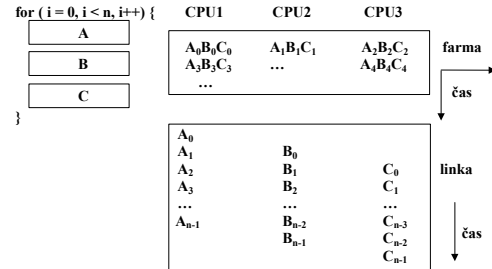 for ( i = 0, i < n, i++) {
A
B
C
}
CPU1 CPU2 CPU3
A₀B₀C₀ A₁B₁C₁ A₂B₂C₂
A₃B₃C₃ … A₄B₄C₄
…
farma
čas
A₀
A₁ B₀
A₂ B₁ C₀
A₃ B₂ C₁
… … …
Aₙ₋₁ Bₙ₋₂ Cₙ₋₃
Bₙ₋₁ Cₙ₋₂
Cₙ₋₁
linka
čas